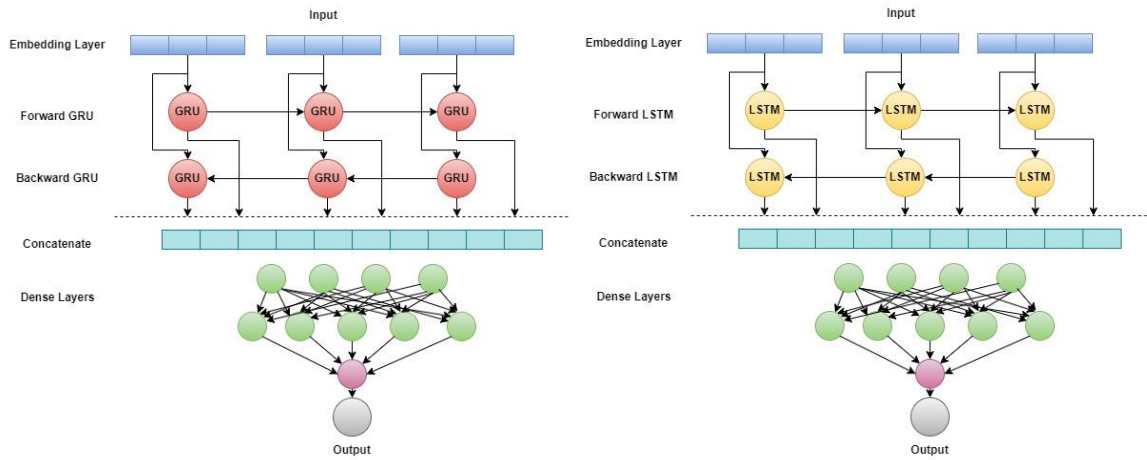 Input
Embedding Layer
Forward GRU
GRU
GRU
GRU
Backward GRU
GRU
GRU
GRU
Concatenate
Dense Layers
Output
Input
Embedding Layer
Forward LSTM
LSTM
LSTM
LSTM
Backward LSTM
LSTM
LSTM
LSTM
Concatenate
Dense Layers
Output